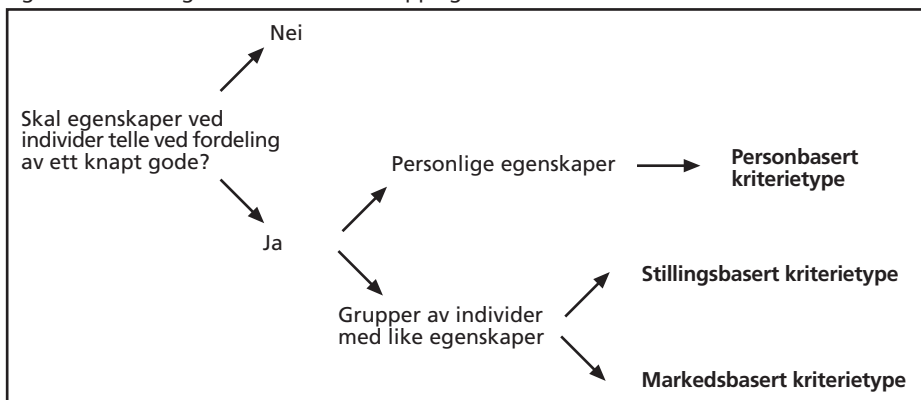 Nei
Skal egenskaper ved
individer telle ved fordeling
av ett knapt gode?
Personlige egenskaper
Personbasert
kriterietype
Ja
Stillingsbasert kriterietype
Grupper av individer
med like egenskaper
Markedsbasert kriterietype